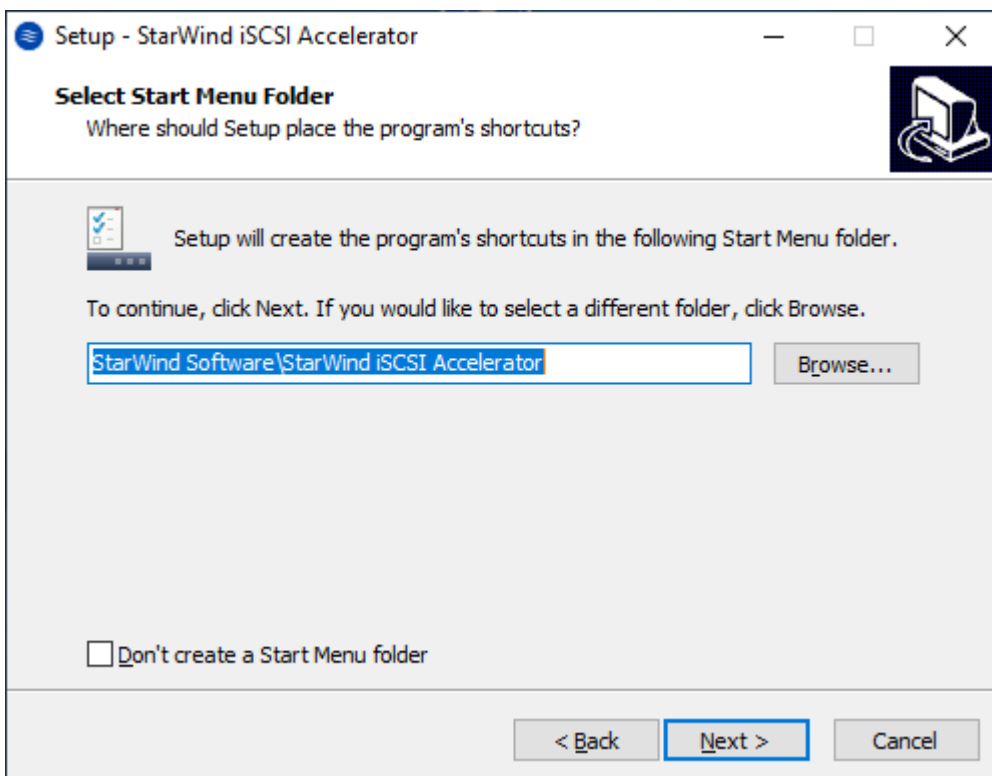 Setup - StarWind iSCSI Accelerator
Select Start Menu Folder
Where should Setup place the program's shortcuts?
Setup will create the program's shortcuts in the following Start Menu folder.
To continue, click Next. If you would like to select a different folder, click Browse.
StarWind Software\StarWind iSCSI Accelerator
Browse...
Don't create a Start Menu folder
< Back
Next >
Cancel